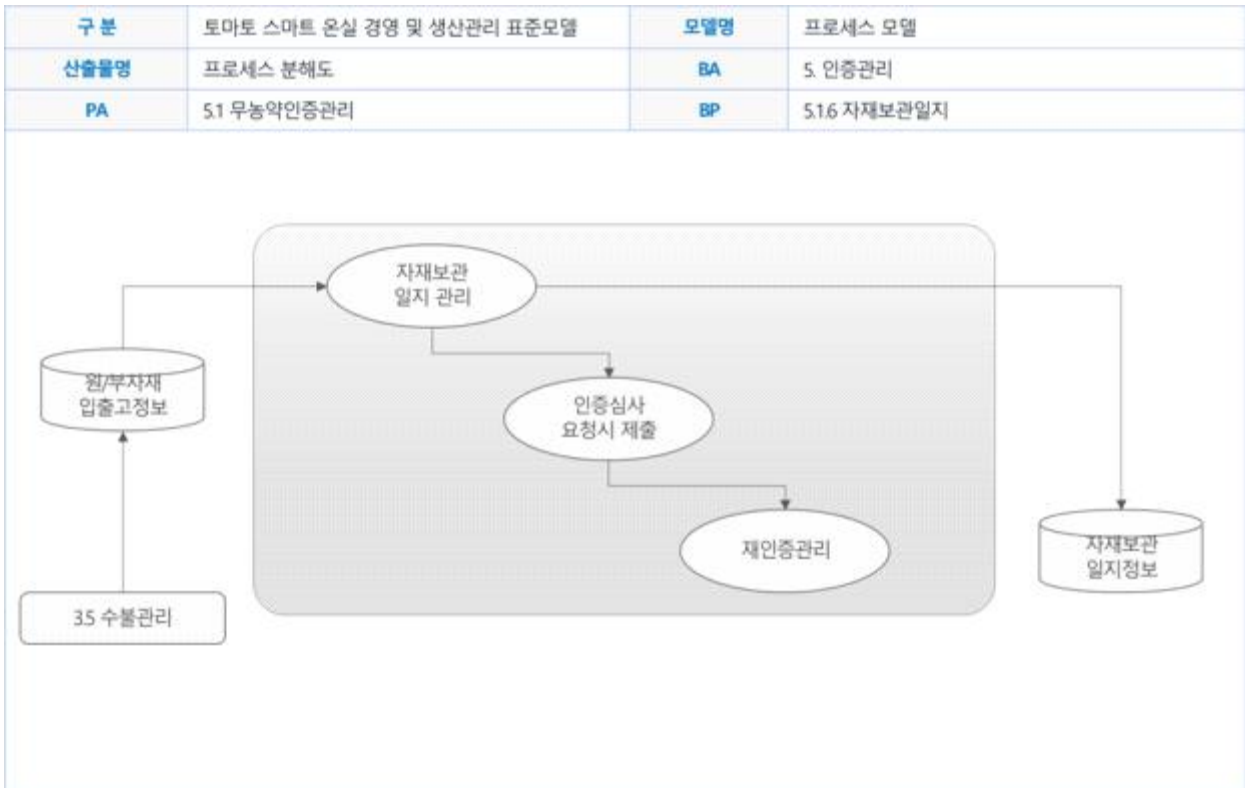 구 분 토마토 스마트 온실 경영 및 생산관리 표준모델 모델명 프로세스 모델
산출물명 프로세스 분해도 BA 5. 인증관리
PA 5.1 무농약인증관리 BP 5.1.6 자재보관일지
자재보관
일지 관리
원/부자재
입출고정보
인증심사
요청시 제출
재인증관리
자재보관
일지정보
3.5 수불관리